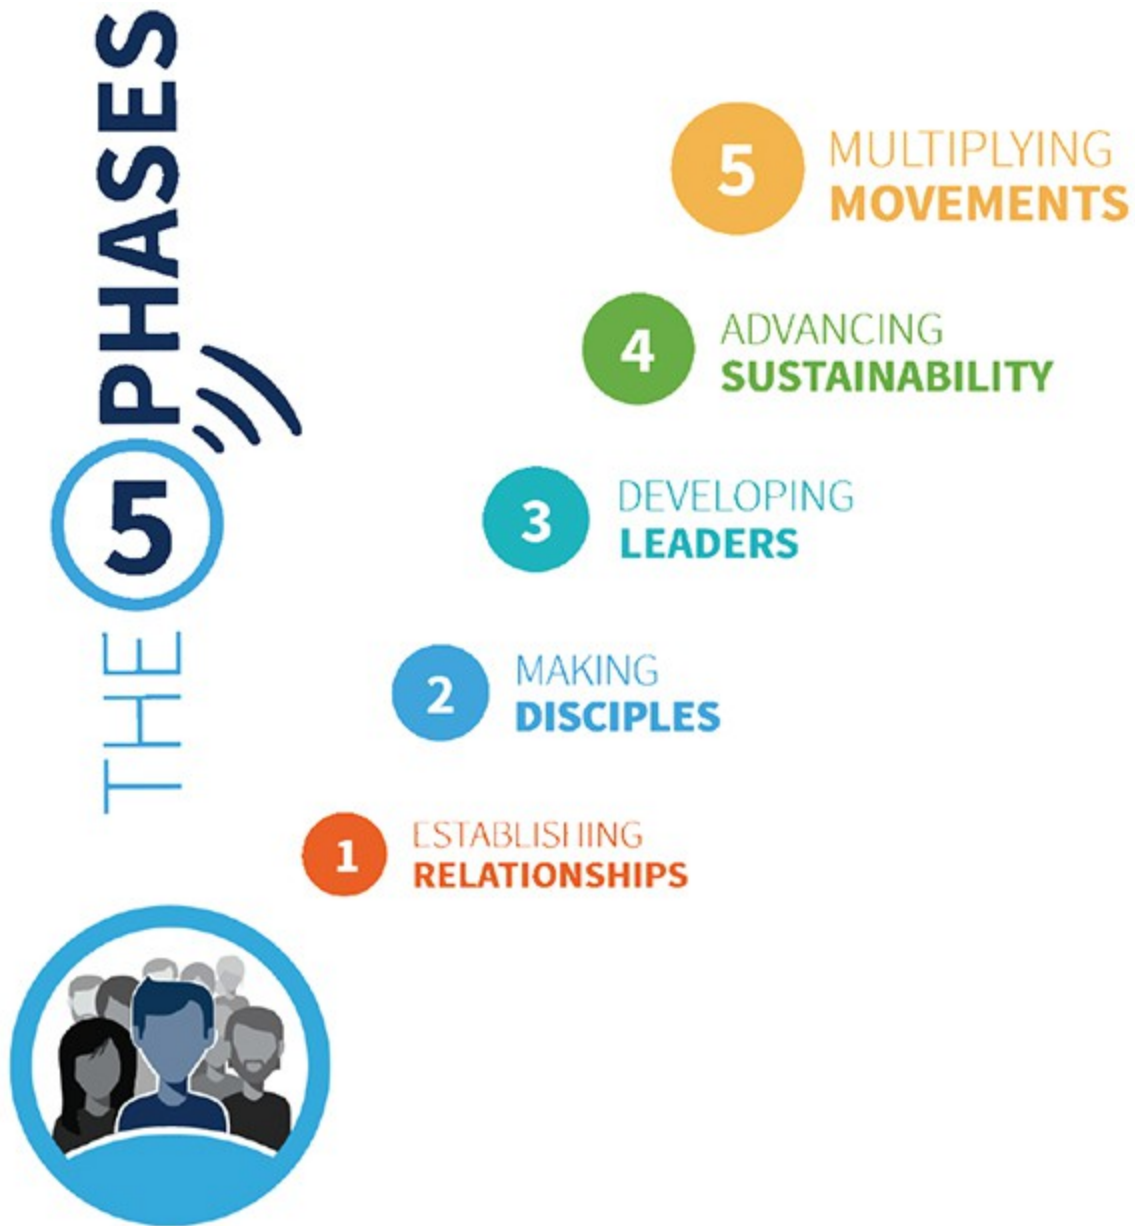 THE 5 PHASES
5
MULTIPLYING
MOVEMENTS
4
ADVANCING
SUSTAINABILITY
3
DEVELOPING
LEADERS
2
MAKING
DISCIPLES
1
ESTABLISHING
RELATIONSHIPS